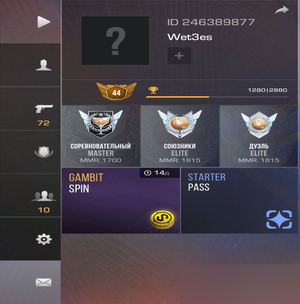 ID 246389877
Wet3es
?
+
44
1280|2880
72
СОРЕВНОВАТЕЛЬНЫЙ
MASTER
MMR: 1700
СОЮЗНИКИ
ELITE
MMR: 1815
ДУЭЛЬ
ELITE
MMR: 1815
GAMBIT
SPIN
14д
STARTER
PASS
10